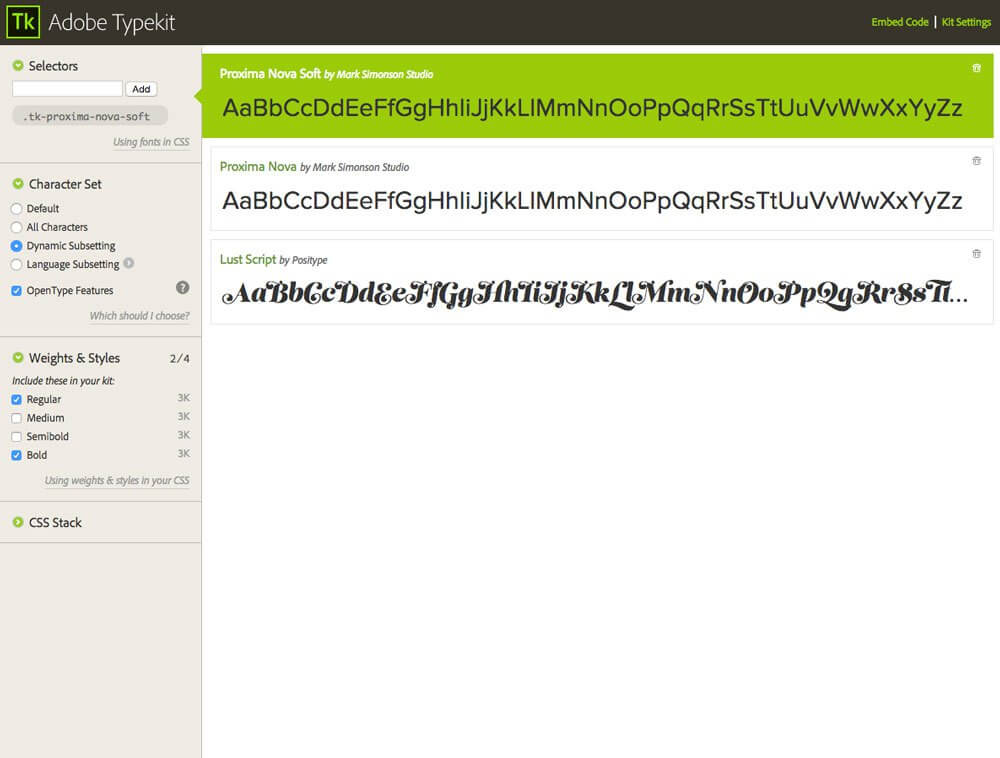 Tk Adobe Typekit
Embed Code | Kit Settings
Selectors
Add
.tk-proxima-nova-soft
Using fonts in CSS
Character Set
Default
All Characters
Dynamic Subsetting
Language Subsetting
OpenType Features ?
Which should I choose?
Weights & Styles 2/4
Include these in your kit:
Regular 3K
Medium 3K
Semibold 3K
Bold 3K
Using weights & styles in your CSS
CSS Stack
Proxima Nova Soft by Mark Simonson Studio
AaBbCcDdEeFfGgHhIiJjKkLlMmNnOoPpQqRrSsTtUuVvWwXxYyZz
Proxima Nova by Mark Simonson Studio
AaBbCcDdEeFfGgHhIiJjKkLlMmNnOoPpQqRrSsTtUuVvWwXxYyZz
Lust Script by Positype
AaBbCcDdEeFfGgHhIiJjKkLlMmNnOoPpQqRrSsTi...